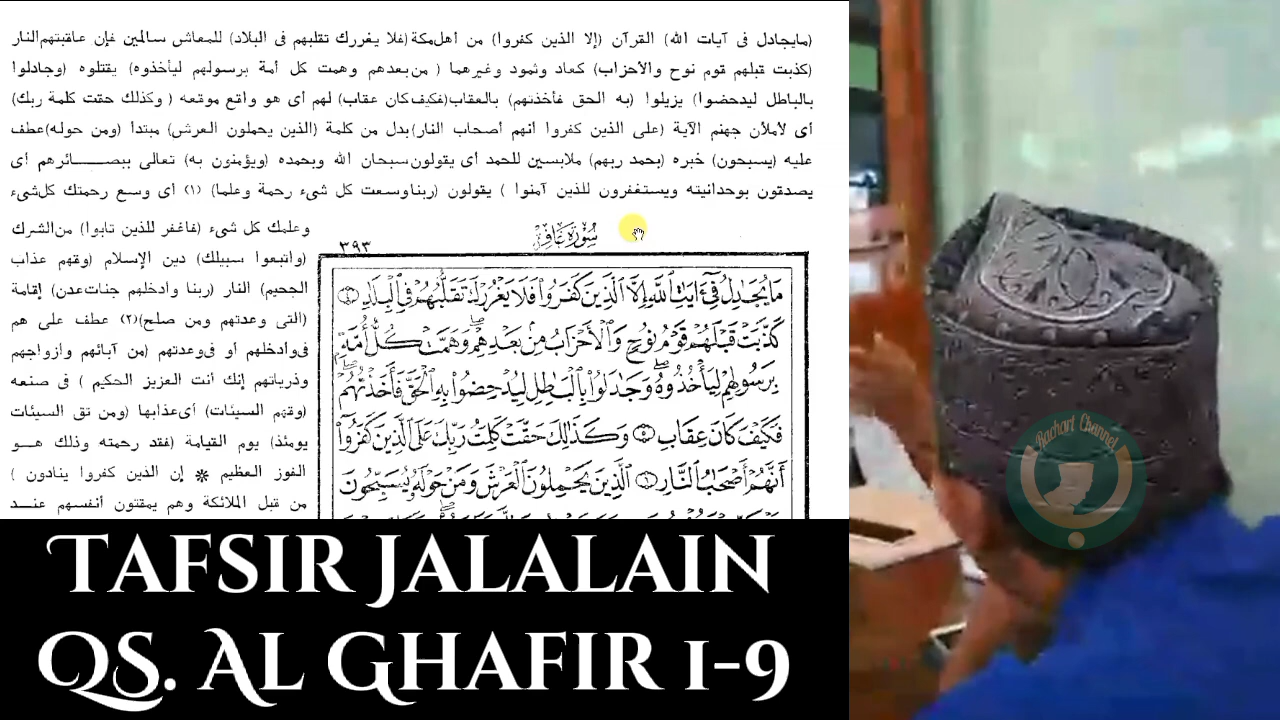 (مايجادل فى آيات الله) القرآن (إلا الذين كفروا) من أهل مكة (فلا يغررك تقلبهم فى البلاد) للمعاش سالمين فإن عاقبتهم النار
(كذبت قبلهم قوم نوح والأحزاب) كعاد وثمود وغيرهما (من بعدهم وهمت كل أمة برسولهم ليأخذوه) يقتلوه (وجادلوا
بالباطل ليدحضوا) يزيلوا (به الحق فأخذتهم) بالعقاب (فكيف كان عقاب) لهم أى هو واقع موقعه (وكذلك حقت كلمة ربك)
أى لأملأن جهنم الآية (على الذين كفروا أنهم أصحاب النار) بدل من كلمة (الذين يحملون العرش) مبتدأ (ومن حوله) عطف
عليه (يسبحون) خبره (بحمد ربهم) ملابسين للحمد أى يقولون سبحان الله وبحمده (ويؤمنون به) تعالى ببصائرهم أى
يصدقون بوحدانيته ويستغفرون للذين آمنوا ) يقولون (ربنا وسعت كل شىء رحمة وعلما) (١) أى وسع رحمتك كل شىء
وعلمك كل شىء (فاغفر للذين تابوا) من الشرك
(واتبعوا سبيلك) دين الإسلام (وقهم عذاب
الجحيم) النار (ربنا وادخلهم جنات عدن) إقامة
(التى وعدتهم ومن صلح)(٢) عطف على هم
فى وادخلهم أو فى وعدتهم (من آبائهم وازواجهم
وذرياتهم إنك أنت العزيز الحكيم ) فى صنعه
(وقهم السيئات) أى عذابها (ومن تق السيئات
يومئذ) يوم القيامة (فقد رحمته وذلك هو
الفوز العظيم * إن الذين كفروا ينادون )
من قبل الملائكة وهم يمقتون أنفسهم عند
سُورَة غَافِر
٣٩٣
مَا يُجَٰدِلُ فِىٓ ءَايَٰتِ ٱللَّهِ إِلَّا ٱلَّذِينَ كَفَرُوا۟ فَلَا يَغْرُرْكَ تَقَلُّبُهُمْ فِى ٱلْبِلَٰدِ ٤
كَذَّبَتْ قَبْلَهُمْ قَوْمُ نُوحٍ وَٱلْأَحْزَابُ مِنۢ بَعْدِهِمْ ۖ وَهَمَّتْ كُلُّ أُمَّةٍۭ
بِرَسُولِهِمْ لِيَأْخُذُوهُ ۖ وَجَٰدَلُوا۟ بِٱلْبَٰطِلِ لِيُدْحِضُوا۟ بِهِ ٱلْحَقَّ فَأَخَذْتُهُمْ ۖ
فَكَيْفَ كَانَ عِقَابِ ٥ وَكَذَٰلِكَ حَقَّتْ كَلِمَتُ رَبِّكَ عَلَى ٱلَّذِينَ كَفَرُوٓا۟
أَنَّهُمْ أَصْحَٰبُ ٱلنَّارِ ٦ ٱلَّذِينَ يَحْمِلُونَ ٱلْعَرْشَ وَمَنْ حَوْلَهُۥ يُسَبِّحُونَ
Tafsir Jalalain
QS. Al Ghafir 1-9
Rachart Channel